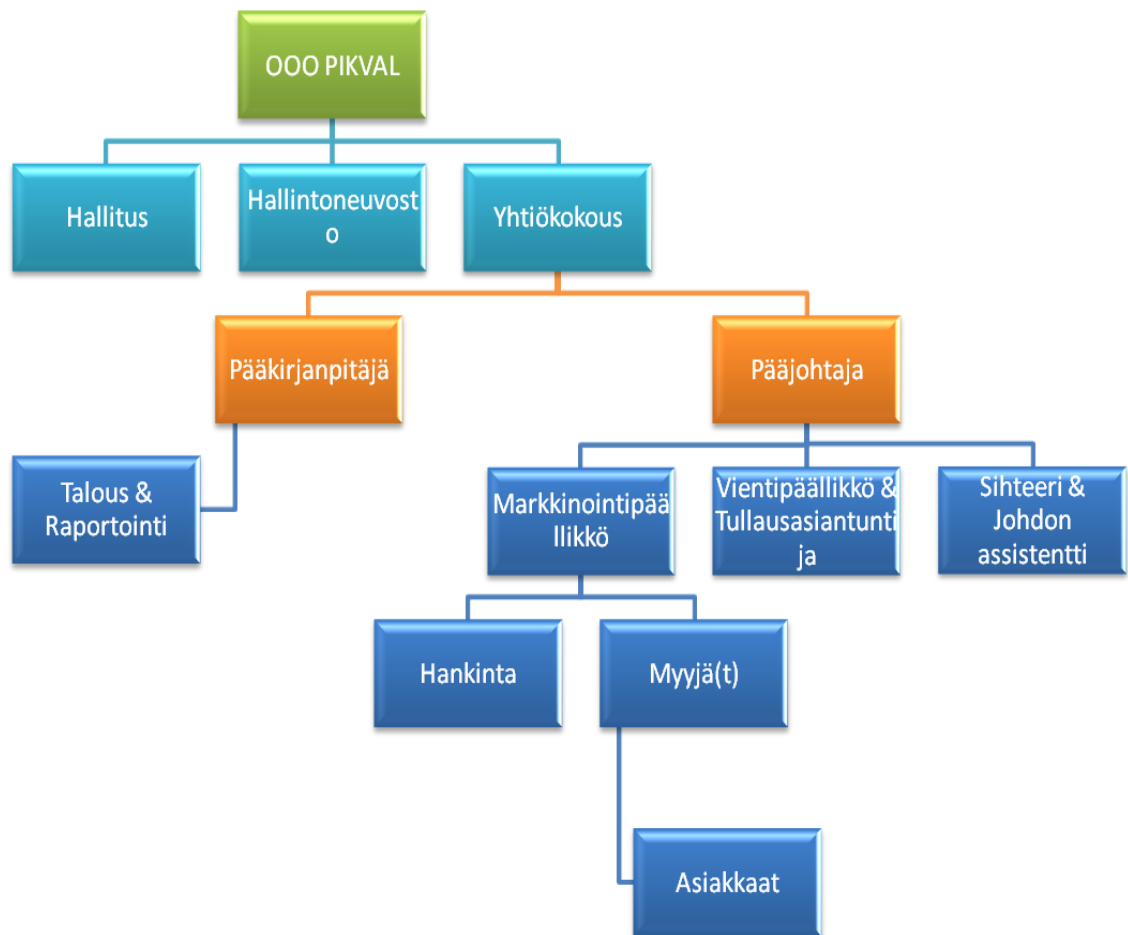 OOO PIKVAL
Hallitus
Hallintoneuvost
o
Yhtiökokous
Pääkirjanpitäjä
Pääjohtaja
Talous &
Raportointi
Markkinointipää
llikkö
Vientipäällikkö &
Tullausasiantunti
ja
Sihteeri &
Johdon
assistentti
Hankinta
Myyjä(t)
Asiakkaat